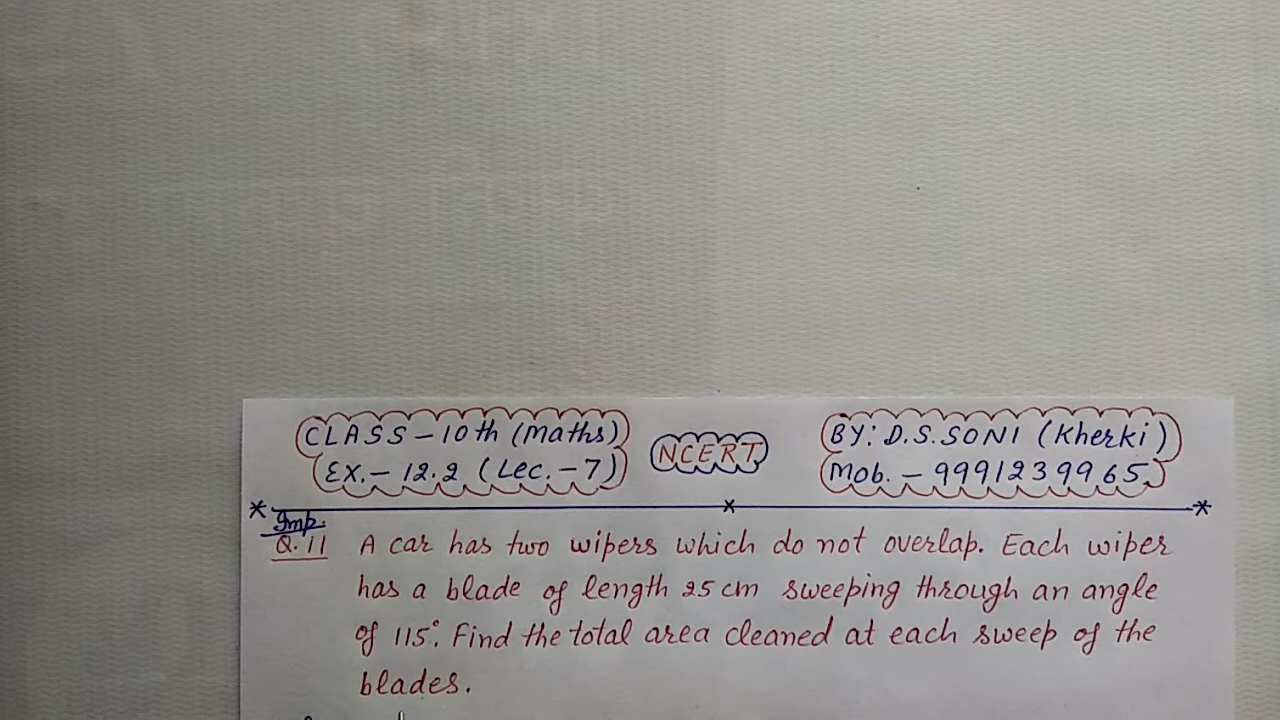 CLASS-10th (Maths)
EX.- 12.2 (Lec.-7)
NCERT
BY: D.S.SONI (Kherki)
Mob. - 9991239965
Imp.
Q.11 A car has two wipers which do not overlap. Each wiper
has a blade of length 25 cm sweeping through an angle
of 115°. Find the total area cleaned at each sweep of the
blades.